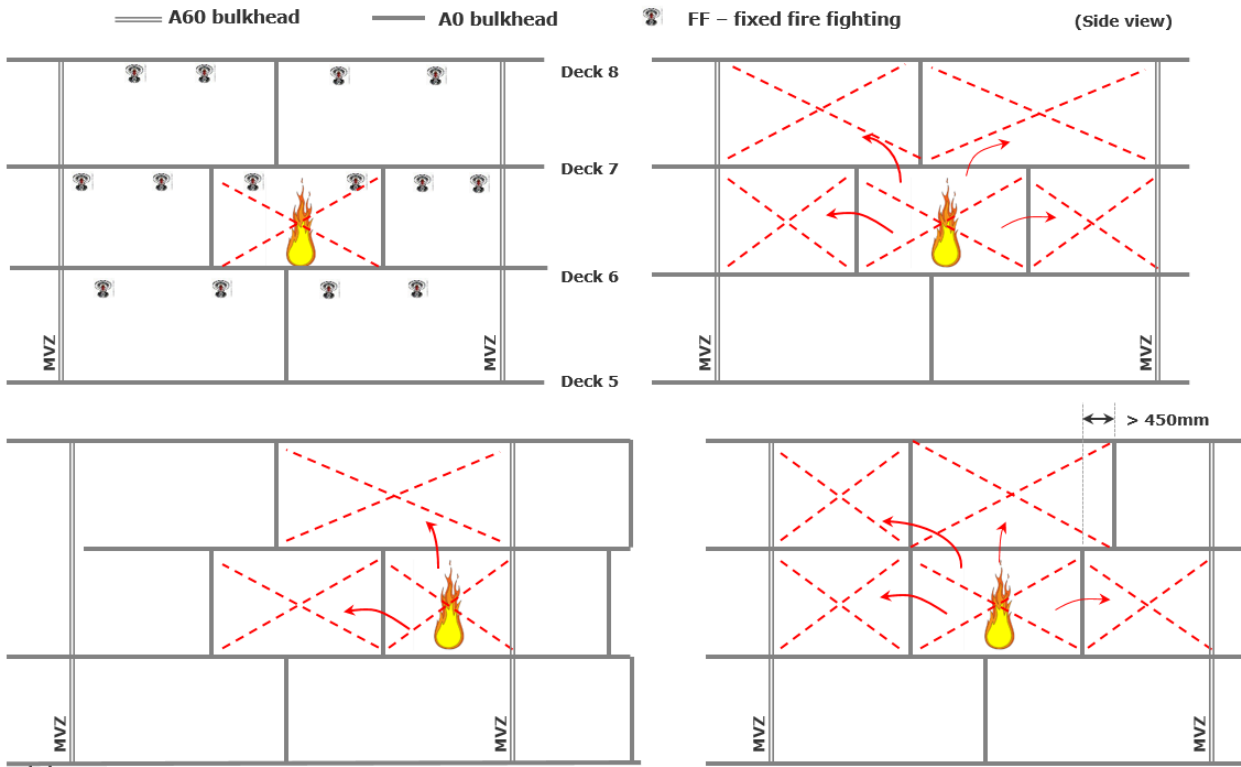 A60 bulkhead
A0 bulkhead
FF – fixed fire fighting
(Side view)
Deck 8
Deck 7
Deck 6
Deck 5
MVZ
MVZ
MVZ
MVZ
> 450mm
MVZ
MVZ
MVZ
MVZ